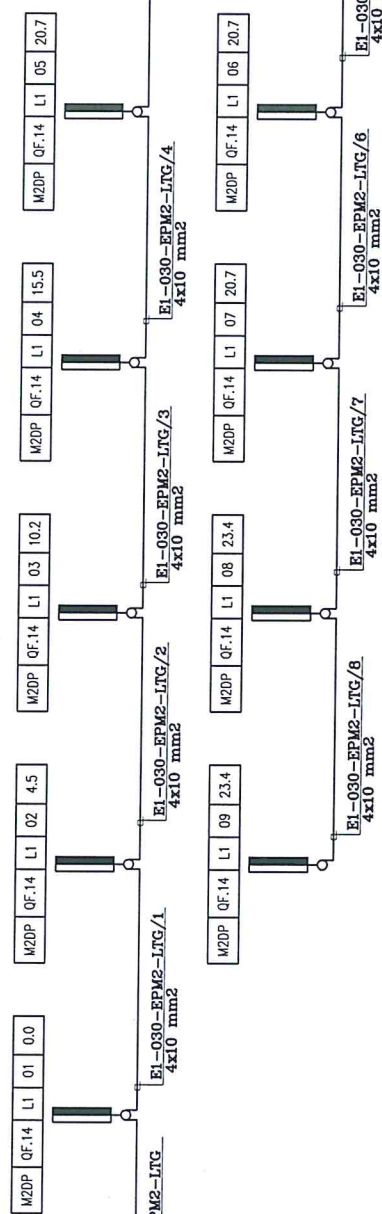 M2DP QF.14 L1 01 0.0
M2DP QF.14 L1 02 4.5
M2DP QF.14 L1 03 10.2
M2DP QF.14 L1 04 15.5
M2DP QF.14 L1 05 20.7
PM2-LTG
E1-030-EPM2-LTG/1
4x10 mm2
E1-030-EPM2-LTG/2
4x10 mm2
E1-030-EPM2-LTG/3
4x10 mm2
E1-030-EPM2-LTG/4
M2DP QF.14 L1 09 23.4
M2DP QF.14 L1 08 23.4
M2DP QF.14 L1 07 20.7
M2DP QF.14 L1 06 20.7
E1-030-EPM2-LTG/8
4x10 mm2
E1-030-EPM2-LTG/7
4x10 mm2
E1-030-EPM2-LTG/6
4x10 mm2
E1-030
4x10